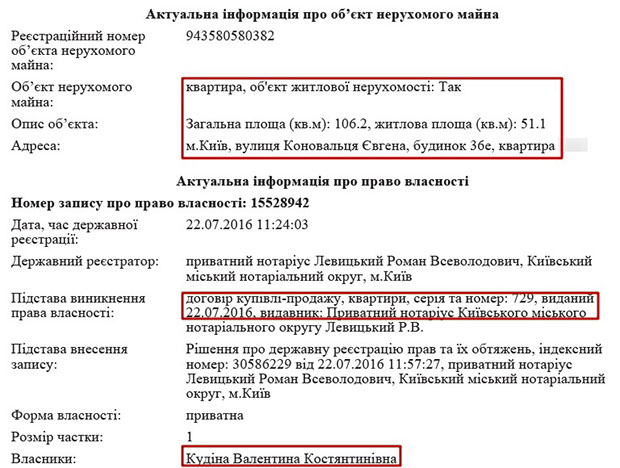 Актуальна інформація про об’єкт нерухомого майна
Реєстраційний номер 943580580382
об’єкта нерухомого
майна:
Об’єкт нерухомого квартира, об'єкт житлової нерухомості: Так
майна:
Опис об’єкта: Загальна площа (кв.м): 106.2, житлова площа (кв.м): 51.1
Адреса: м.Київ, вулиця Коновальця Євгена, будинок 36е, квартира
Актуальна інформація про право власності
Номер запису про право власності: 15528942
Дата, час державної 22.07.2016 11:24:03
реєстрації:
Державний реєстратор: приватний нотаріус Левицький Роман Всеволодович, Київський
міський нотаріальний округ, м.Київ
Підстава виникнення договір купівлі-продажу, квартири, серія та номер: 729, виданий
права власності: 22.07.2016, видавник: Приватний нотаріус Київського міського
нотаріального округу Левицький Р.В.
Підстава внесення Рішення про державну реєстрацію прав та їх обтяжень, індексний
запису: номер: 30586229 від 22.07.2016 11:57:27, приватний нотаріус
Левицький Роман Всеволодович, Київський міський нотаріальний
округ, м.Київ
Форма власності: приватна
Розмір частки: 1
Власники: Кудіна Валентина Костянтинівна